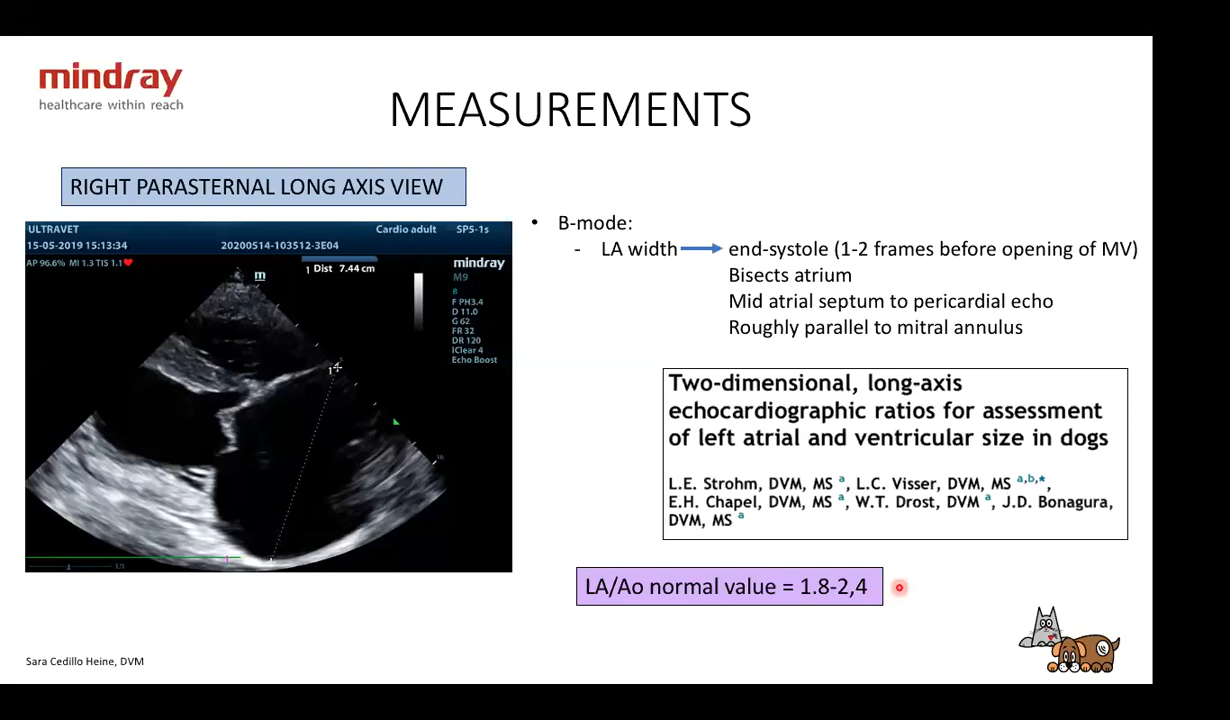 mindray
healthcare within reach
MEASUREMENTS
RIGHT PARASTERNAL LONG AXIS VIEW
ULTRAVET
Cardio adult SP5-1s
15-05-2019 15:13:34 20200514-103512-3E04
AP 96.6% MI 1.3 TIS 1.1
1 Dist 7.44 cm
m
mindray
M9
B
F PH3.4
D 11.0
G 62
FR 32
DR 120
iClear 4
Echo Boost
1
10
1/1
• B-mode:
- LA width end-systole (1-2 frames before opening of MV)
Bisects atrium
Mid atrial septum to pericardial echo
Roughly parallel to mitral annulus
Two-dimensional, long-axis
echocardiographic ratios for assessment
of left atrial and ventricular size in dogs
L.E. Strohm, DVM, MS a, L.C. Visser, DVM, MS a,b,*,
E.H. Chapel, DVM, MS a, W.T. Drost, DVM a, J.D. Bonagura,
DVM, MS a
LA/Ao normal value = 1.8-2,4
Sara Cedillo Heine, DVM